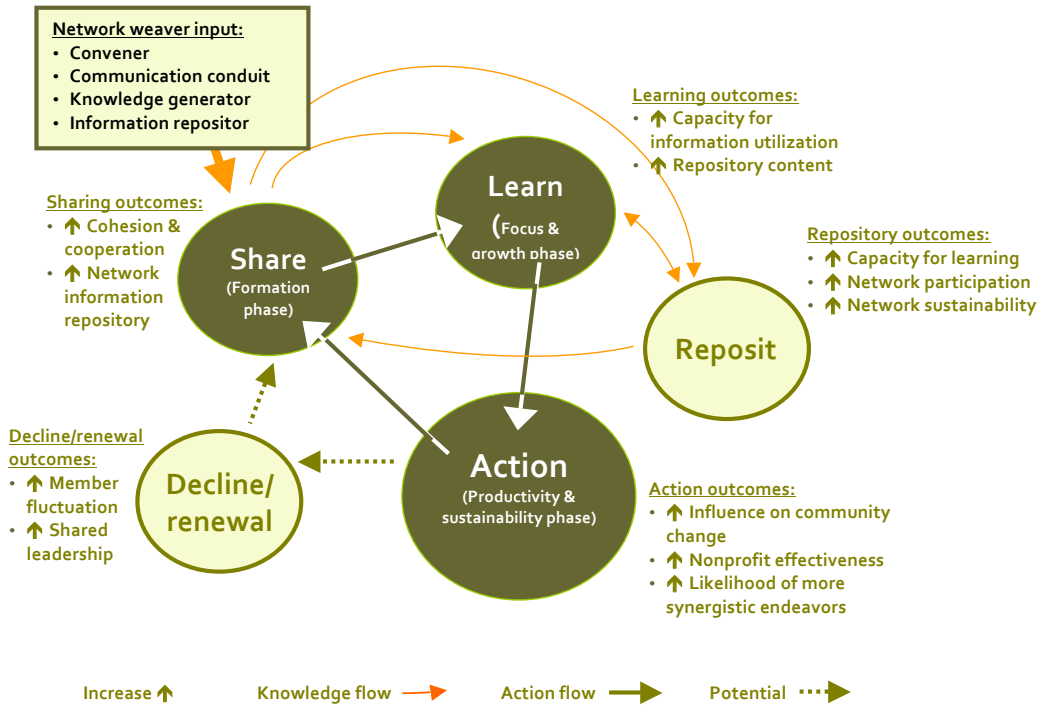 Network weaver input:
• Convener
• Communication conduit
• Knowledge generator
• Information repositor
Learning outcomes:
• ↑ Capacity for
information utilization
• ↑ Repository content
Learn
(Focus &
growth phase)
Sharing outcomes:
• ↑ Cohesion &
cooperation
• ↑ Network
information
repository
Share
(Formation
phase)
Repository outcomes:
• ↑ Capacity for learning
• ↑ Network participation
• ↑ Network sustainability
Reposit
Decline/renewal
outcomes:
• ↑ Member
fluctuation
• ↑ Shared
leadership
Decline/
renewal
Action
(Productivity &
sustainability phase)
Action outcomes:
• ↑ Influence on community
change
• ↑ Nonprofit effectiveness
• ↑ Likelihood of more
synergistic endeavors
Increase ↑
Knowledge flow
Action flow
Potential